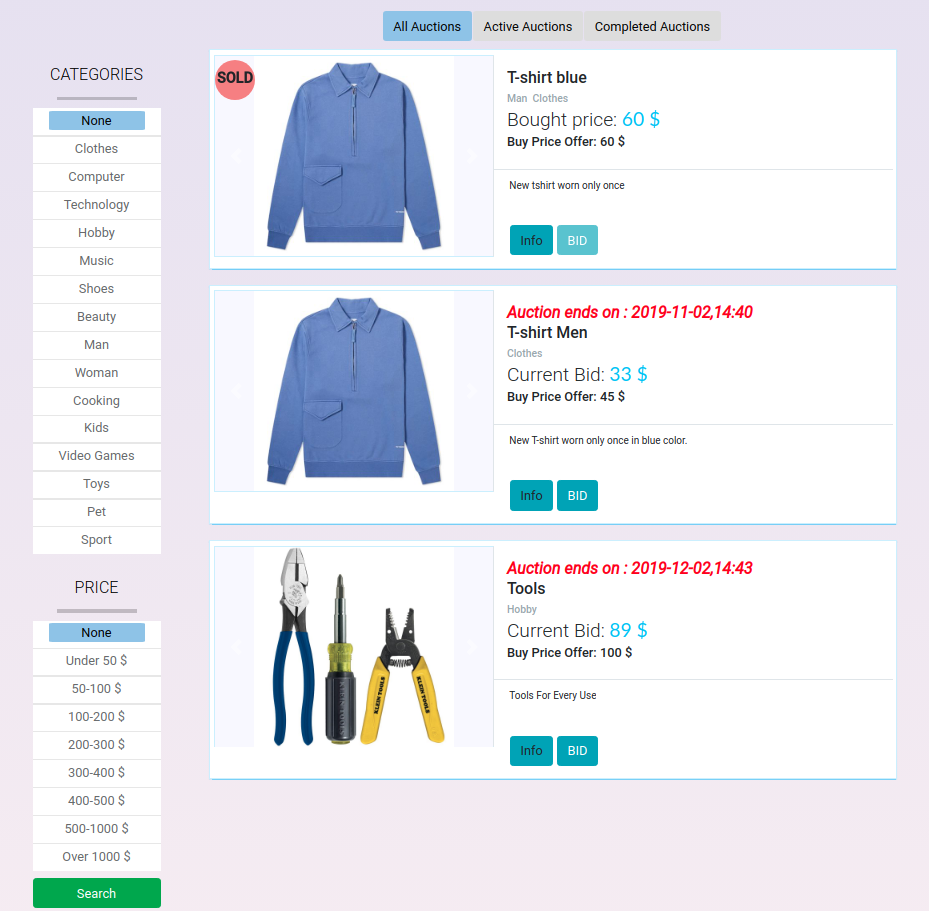 All Auctions
Active Auctions
Completed Auctions
CATEGORIES
None
Clothes
Computer
Technology
Hobby
Music
Shoes
Beauty
Man
Woman
Cooking
Kids
Video Games
Toys
Pet
Sport
PRICE
None
Under 50 $
50-100 $
100-200 $
200-300 $
300-400 $
400-500 $
500-1000 $
Over 1000 $
Search
SOLD
T-shirt blue
Man Clothes
Bought price: 60 $
Buy Price Offer: 60 $
New tshirt worn only once
Info BID
Auction ends on : 2019-11-02,14:40
T-shirt Men
Clothes
Current Bid: 33 $
Buy Price Offer: 45 $
New T-shirt worn only once in blue color.
Info BID
KLEIN TOOLS
KLEIN TOOLS
Auction ends on : 2019-12-02,14:43
Tools
Hobby
Current Bid: 89 $
Buy Price Offer: 100 $
Tools For Every Use
Info BID